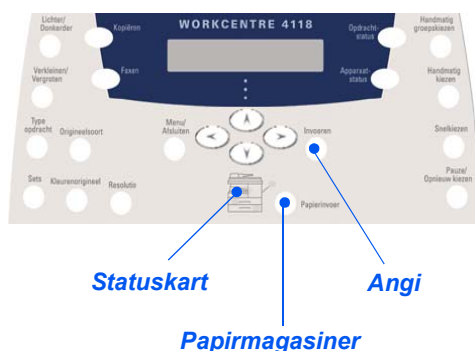 WORKCENTRE 4118
Lichter/
Donkerder
Kopiëren
Opdracht-
status
Handmatig
groepskiezen
Verkleinen/
Vergroten
Faxen
Apparaat-
status
Handmatig
kiezen
Type
opdracht
Origineelsoort
Menu/
Afsluiten
Invoeren
Snelkiezen
Sets
Kleurenorigineel
Resolutie
Papierinvoer
Pauze/
Opnieuw kiezen
Statuskart
Angi
Papirmagasiner